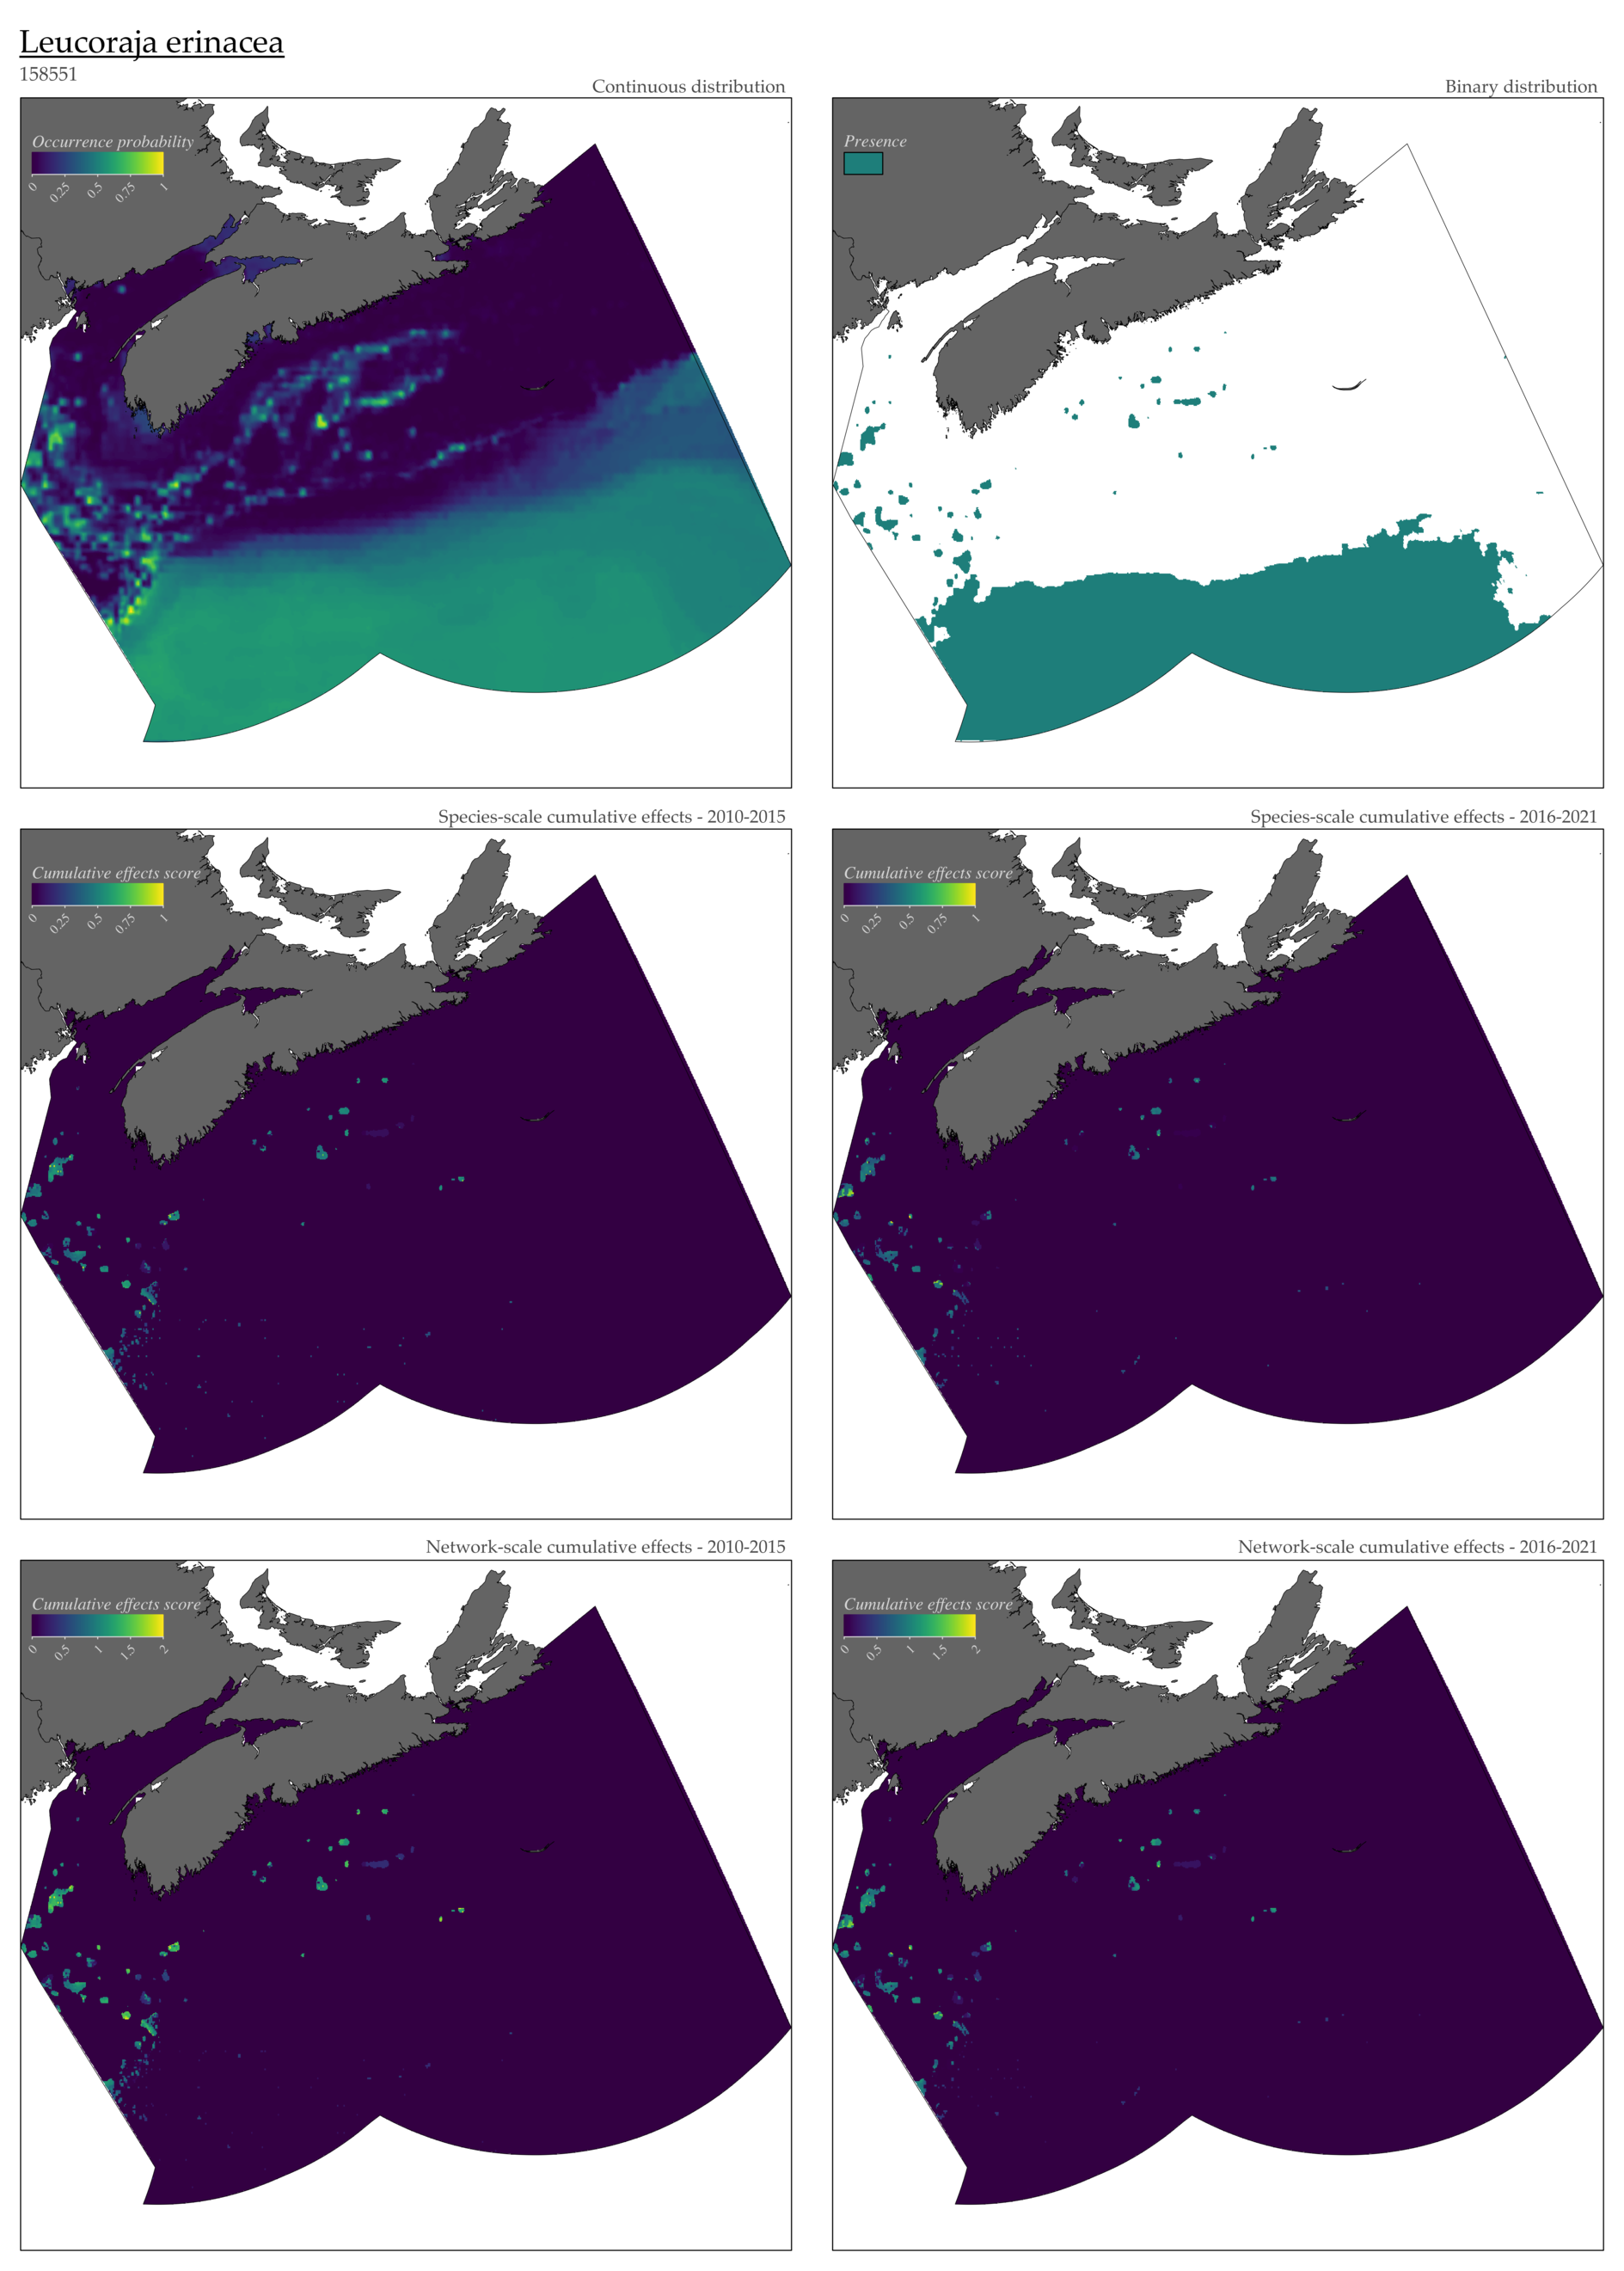 Leucoraja erinacea
158551
Continuous distribution
Occurrence probability
0 0.25 0.5 0.75 1
Binary distribution
Presence
Species-scale cumulative effects - 2010-2015
Cumulative effects score
0 0.25 0.5 0.75 1
Species-scale cumulative effects - 2016-2021
Cumulative effects score
0 0.25 0.5 0.75 1
Network-scale cumulative effects - 2010-2015
Cumulative effects score
0 0.5 1 1.5 2
Network-scale cumulative effects - 2016-2021
Cumulative effects score
0 0.5 1 1.5 2